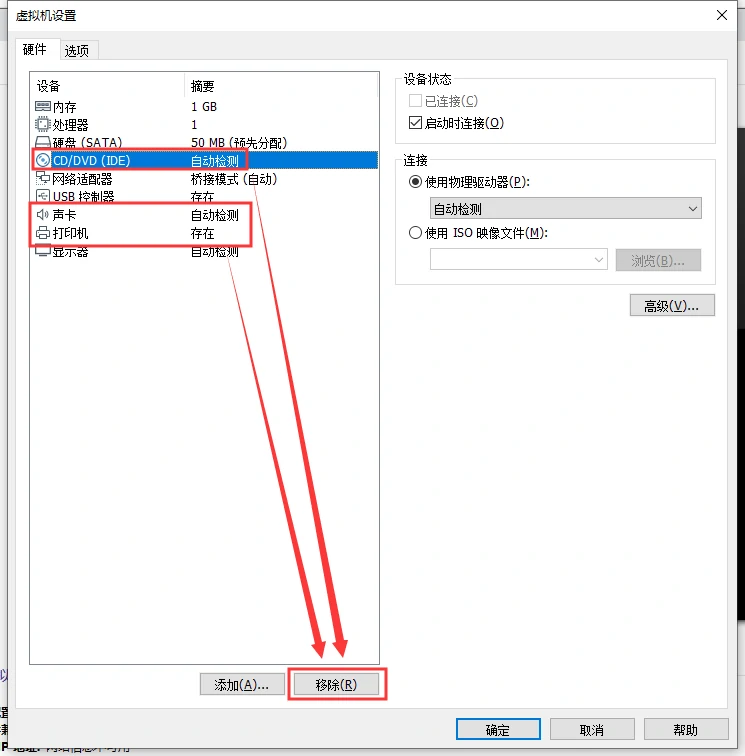 虚拟机设置
硬件 选项
设备 摘要
内存 1 GB
处理器 1
硬盘 (SATA) 50 MB (预先分配)
CD/DVD (IDE) 自动检测
网络适配器 桥接模式 (自动)
USB 控制器 存在
声卡 自动检测
打印机 存在
显示器 自动检测
添加(A)... 移除(R)
设备状态
已连接(C)
启动时连接(O)
连接
使用物理驱动器(P):
自动检测
使用 ISO 映像文件(M):
浏览(B)...
高级(V)...
确定 取消 帮助